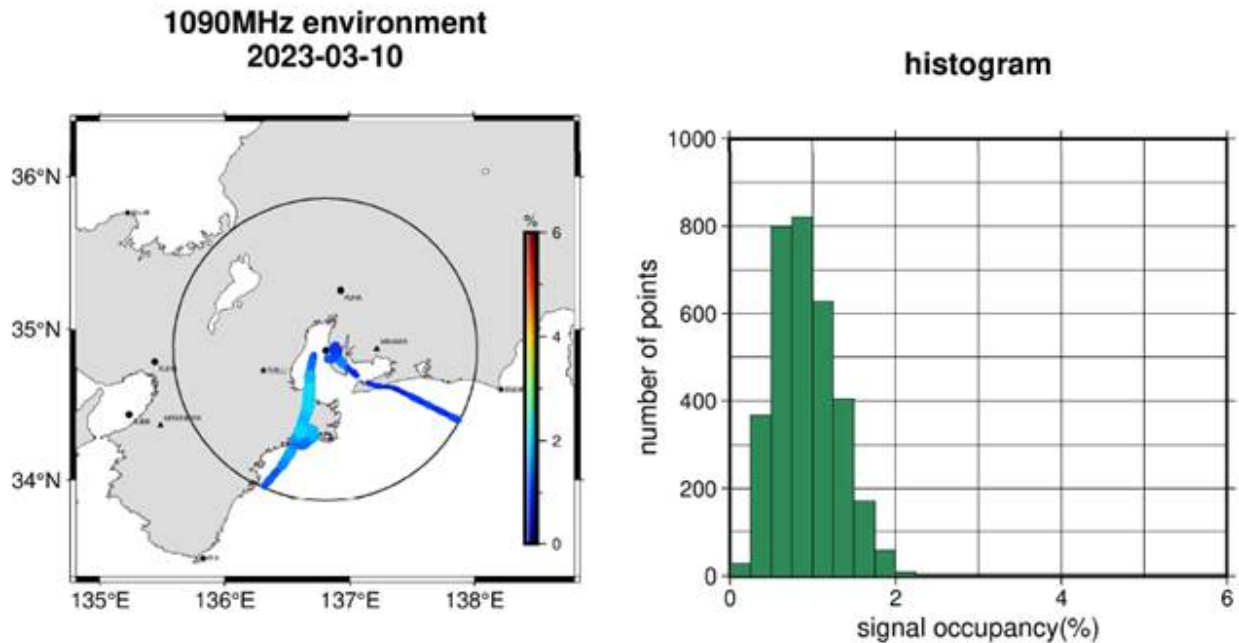 1090MHz environment
2023-03-10
histogram
36°N
35°N
34°N
135°E
136°E
137°E
138°E
%
6
4
2
0
1000
800
600
400
200
0
number of points
0
2
4
6
signal occupancy(%)